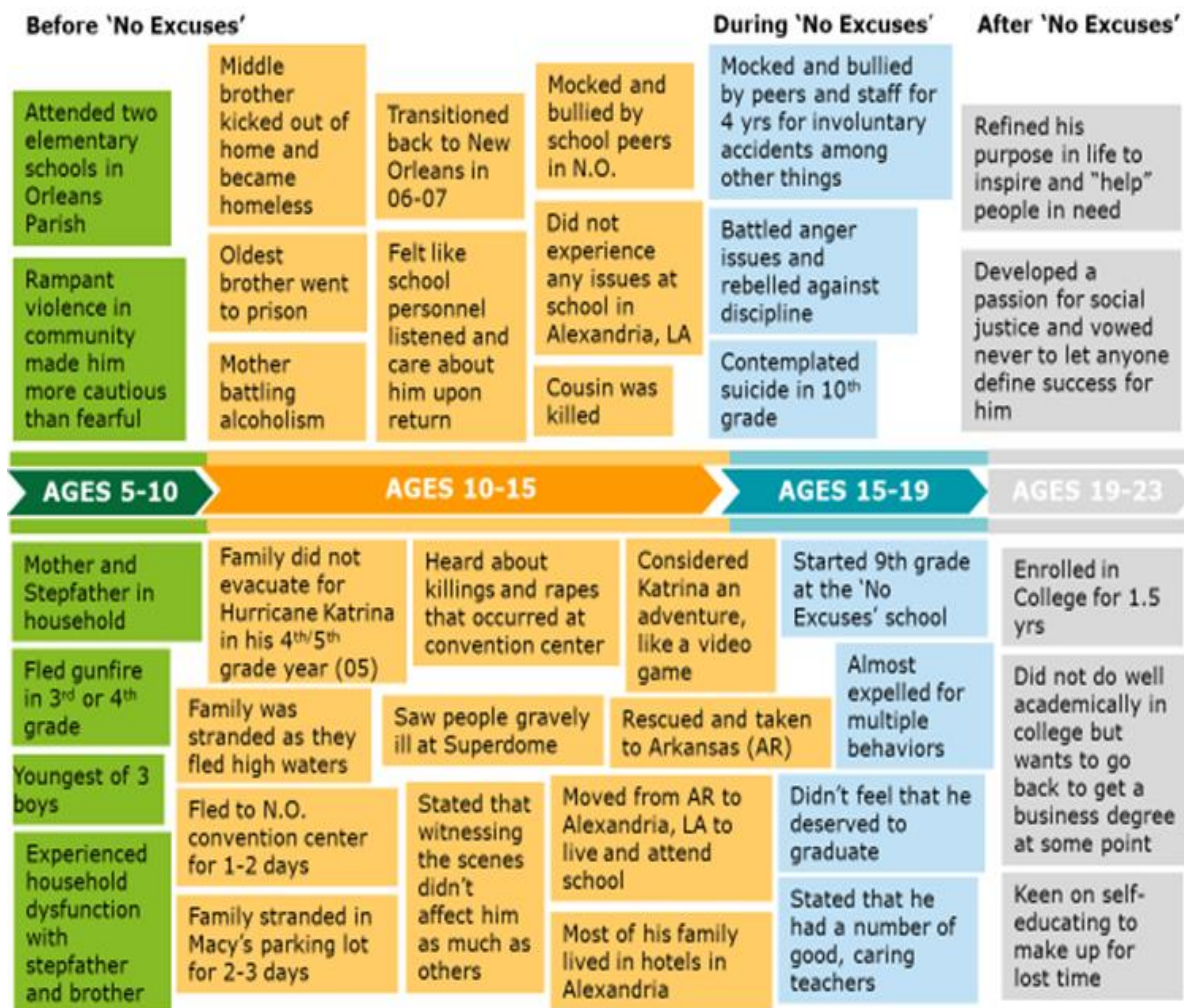 Before 'No Excuses'
During 'No Excuses'
After 'No Excuses'
Attended two
elementary
schools in
Orleans
Parish
Rampant
violence in
community
made him
more cautious
than fearful
Middle
brother
kicked out of
home and
became
homeless
Oldest
brother went
to prison
Mother
battling
alcoholism
Transitioned
back to New
Orleans in
06-07
Felt like
school
personnel
listened and
care about
him upon
return
Mocked and
bullied by
school peers
in N.O.
Did not
experience
any issues at
school in
Alexandria, LA
Cousin was
killed
Mocked and bullied
by peers and staff for
4 yrs for involuntary
accidents among
other things
Battled anger
issues and
rebelled against
discipline
Contemplated
suicide in 10th
grade
Refined his
purpose in life to
inspire and "help"
people in need
Developed a
passion for social
justice and vowed
never to let anyone
define success for
him
AGES 5-10
AGES 10-15
AGES 15-19
AGES 19-23
Mother and
Stepfather in
household
Fled gunfire
in 3rd or 4th
grade
Youngest of 3
boys
Experienced
household
dysfunction
with
stepfather
and brother
Family did not
evacuate for
Hurricane Katrina
in his 4th/5th
grade year (05)
Family was
stranded as they
fled high waters
Fled to N.O.
convention center
for 1-2 days
Family stranded in
Macy's parking lot
for 2-3 days
Heard about
killings and rapes
that occurred at
convention center
Saw people gravely
ill at Superdome
Stated that
witnessing
the scenes
didn't
affect him
as much as
others
Considered
Katrina an
adventure,
like a video
game
Rescued and taken
to Arkansas (AR)
Moved from AR to
Alexandria, LA to
live and attend
school
Most of his family
lived in hotels in
Alexandria
Started 9th grade
at the 'No
Excuses' school
Almost
expelled for
multiple
behaviors
Didn't feel that he
deserved to
graduate
Stated that he
had a number of
good, caring
teachers
Enrolled in
College for 1.5
yrs
Did not do well
academically in
college but
wants to go
back to get a
business degree
at some point
Keen on self-
educating to
make up for
lost time